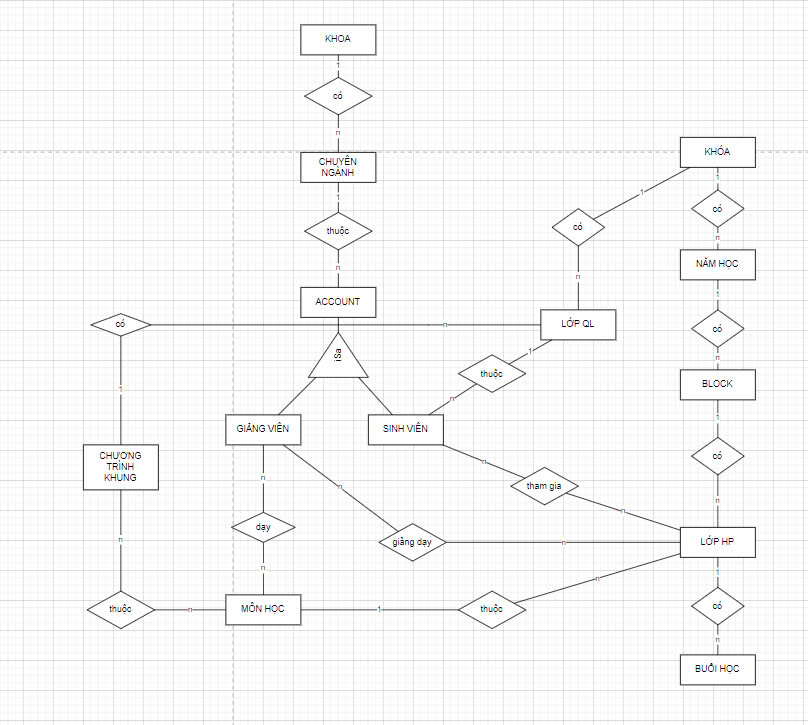 KHOA
1
có
n
CHUYÊN
NGÀNH
1
thuộc
n
ACCOUNT
iSa
KHÓA
1
1
có
có
n
n
NĂM HỌC
1
có
n
LỚP QL
có
n
1
1
thuộc
n
BLOCK
1
có
n
GIẢNG VIÊN
SINH VIÊN
CHƯƠNG
TRÌNH
KHUNG
n
n
n
tham gia
n
dạy
giảng dạy
n
LỚP HP
n
n
n
1
thuộc
n
MÔN HỌC
1
thuộc
có
n
BUỔI HỌC